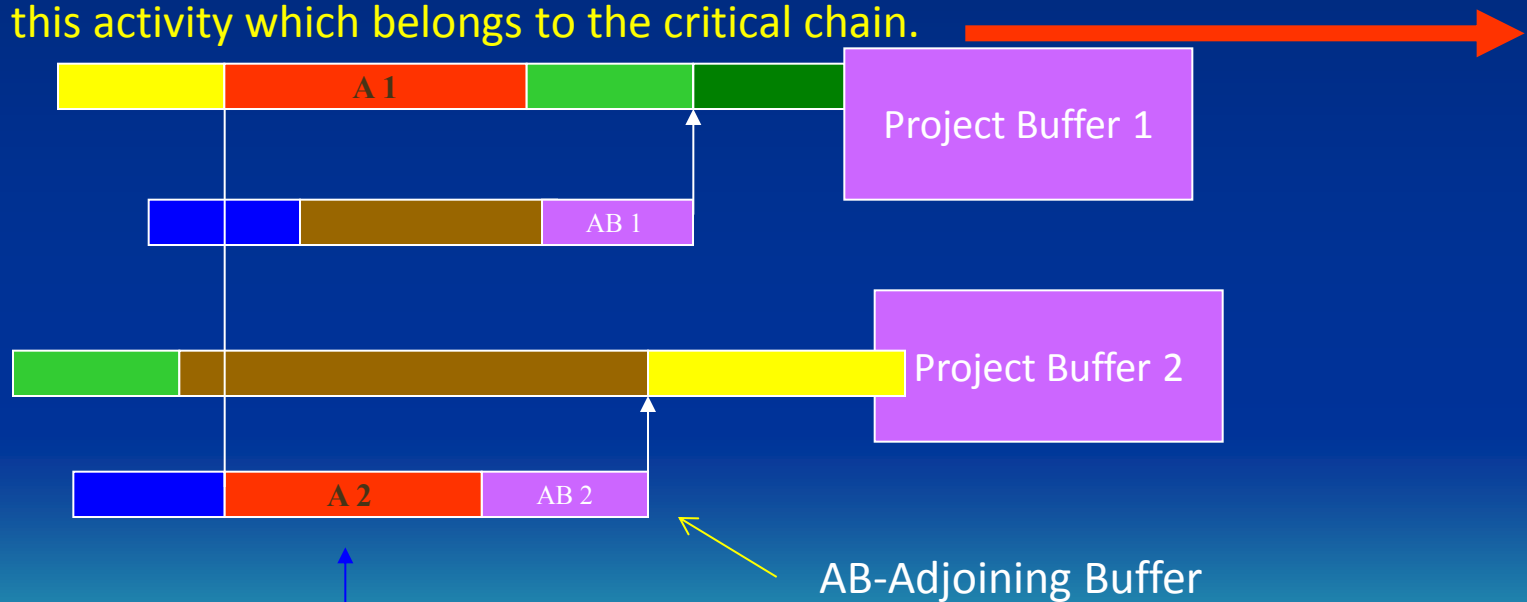 this activity which belongs to the critical chain.
A 1
Project Buffer 1
AB 1
Project Buffer 2
A 2
AB 2
AB-Adjoining Buffer